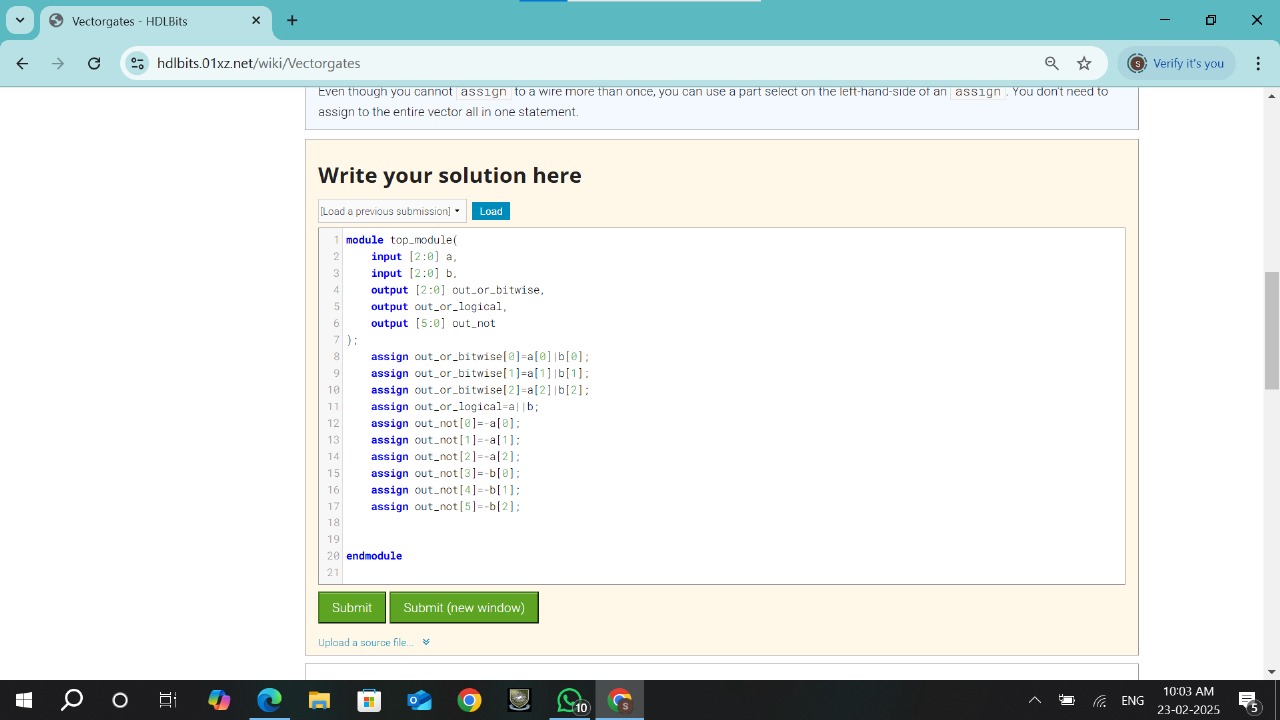 Vectorgates - HDLBits
hdlbits.01xz.net/wiki/Vectorgates
Verify it's you
Even though you cannot assign to a wire more than once, you can use a part select on the left-hand-side of an assign. You don't need to
assign to the entire vector all in one statement.
Write your solution here
[Load a previous submission]
Load
1 module top_module(
2 input [2:0] a,
3 input [2:0] b,
4 output [2:0] out_or_bitwise,
5 output out_or_logical,
6 output [5:0] out_not
7 );
8 assign out_or_bitwise[0]=a[0]|b[0];
9 assign out_or_bitwise[1]=a[1]|b[1];
10 assign out_or_bitwise[2]=a[2]|b[2];
11 assign out_or_logical=a||b;
12 assign out_not[0]=~a[0];
13 assign out_not[1]=~a[1];
14 assign out_not[2]=~a[2];
15 assign out_not[3]=~b[0];
16 assign out_not[4]=~b[1];
17 assign out_not[5]=~b[2];
18
19
20 endmodule
21
Submit
Submit (new window)
Upload a source file...
10
S
ENG
10:03 AM
23-02-2025
5